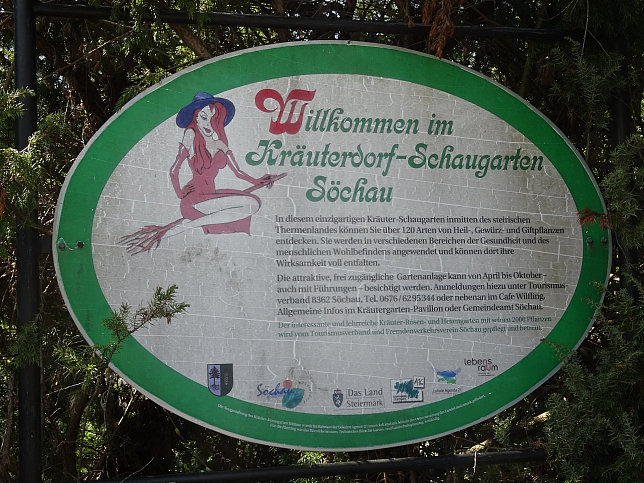 Willkommen im
Kräuterdorf-Schaugarten
Söchau
In diesem einzigartigen Kräuter-Schaugarten inmitten des steirischen
Thermenlandes können Sie über 120 Arten von Heil-, Gewürz- und Giftpflanzen
entdecken. Sie werden in verschiedenen Bereichen der Gesundheit und des
menschlichen Wohlbefindens angewendet und können dort ihre
Wirksamkeit voll entfalten.
Die attraktive, frei zugängliche Gartenanlage kann von April bis Oktober –
auch mit Führungen – besichtigt werden. Anmeldungen hiezu unter Tourismus
verband 8362 Söchau, Tel. 0676/6295344 oder nebenan im Cafe Wilfling.
Allgemeine Infos im Kräutergarten-Pavillon oder Gemeindeamt Söchau.
Der interessante und lehrreiche Kräuter-Rosen- und Hexengarten mit seinen 2000 Pflanzen
wird vom Tourismusverband und Fremdenverkehrsverein Söchau gepflegt und betreut.
Söchau
Das Land
Steiermark
Lokale Agenda 21
lebens
raum